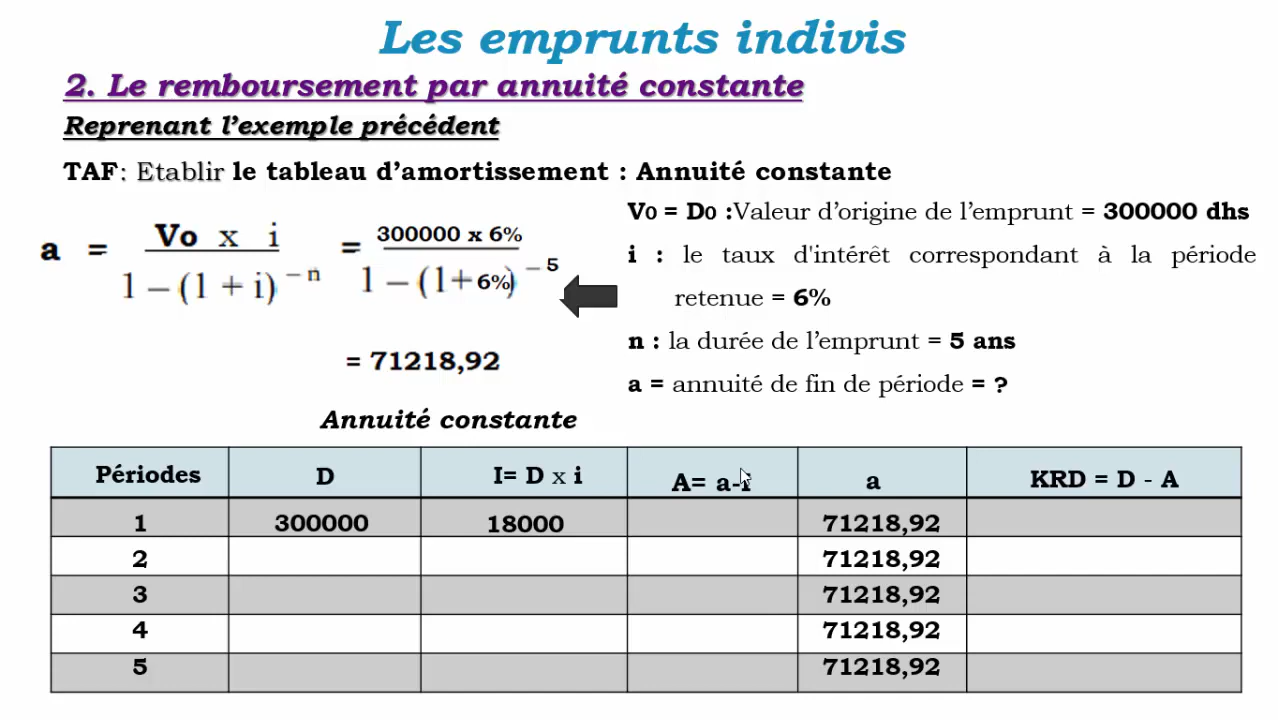 Les emprunts indivis
2. Le remboursement par annuité constante
Reprenant l’exemple précédent
TAF: Etablir le tableau d’amortissement : Annuité constante
a = Vo x i / 1 – (1 + i) – n = 300000 x 6% / 1 – (1+ 6%) – 5
= 71218,92
V0 = D0 :Valeur d’origine de l’emprunt = 300000 dhs
i : le taux d'intérêt correspondant à la période
retenue = 6%
n : la durée de l’emprunt = 5 ans
a = annuité de fin de période = ?
Annuité constante
Périodes D I= D x i A= a-i a KRD = D - A
1 300000 18000 71218,92
2 71218,92
3 71218,92
4 71218,92
5 71218,92